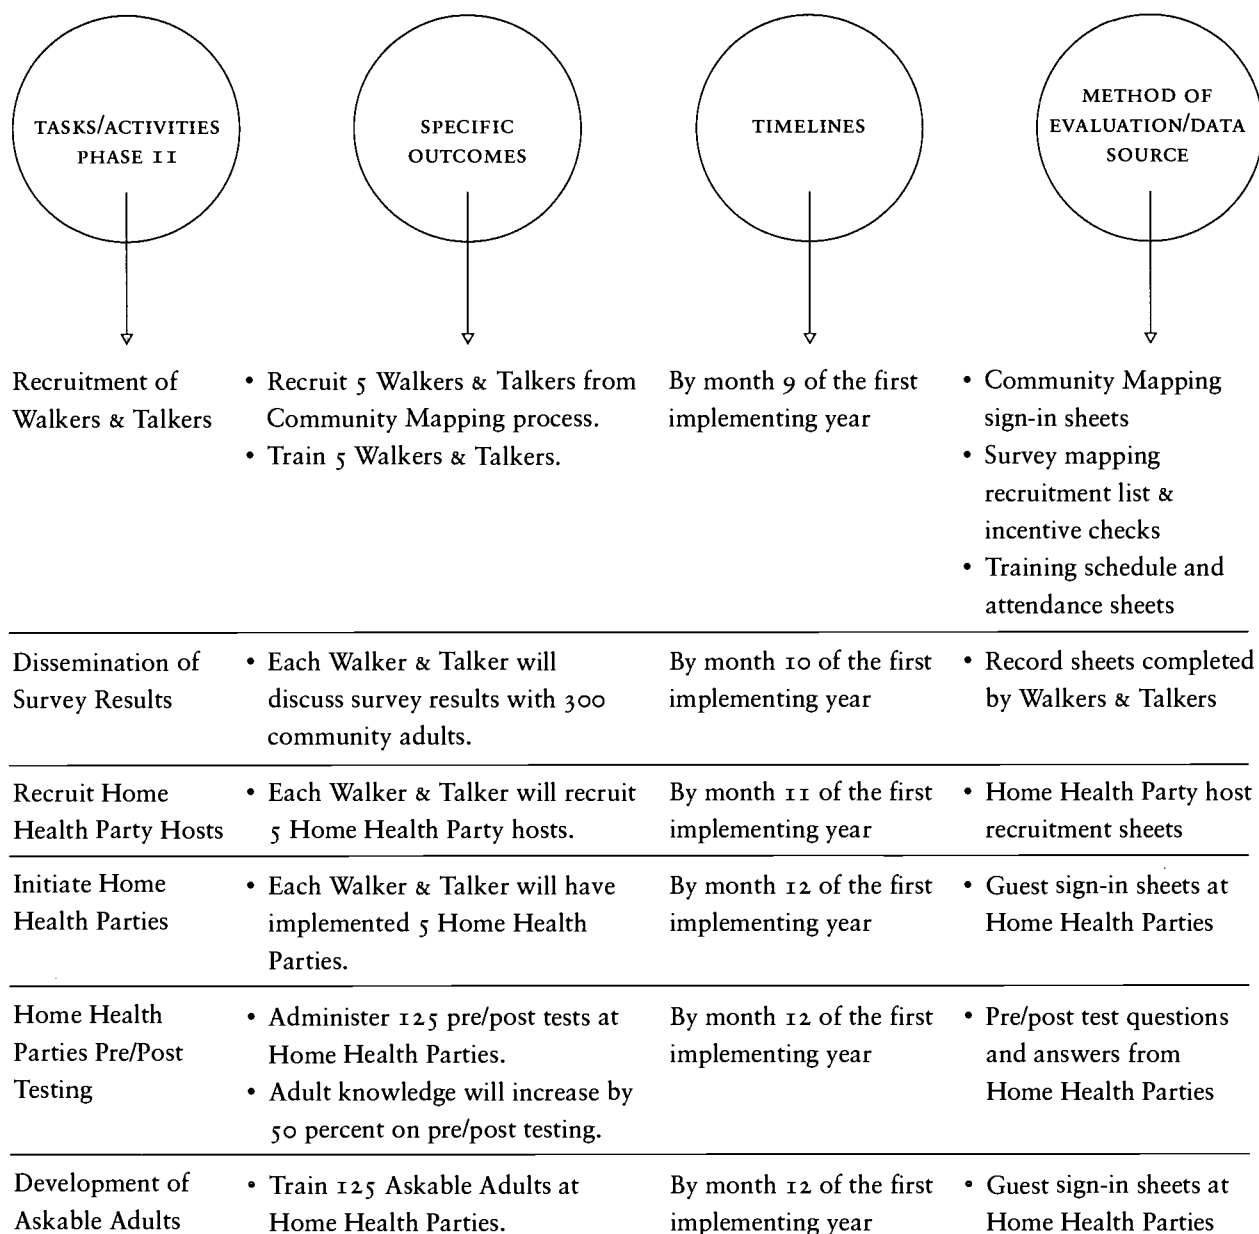 TASKS/ACTIVITIES
PHASE II
SPECIFIC
OUTCOMES
TIMELINES
METHOD OF
EVALUATION/DATA
SOURCE
Recruitment of
Walkers & Talkers
• Recruit 5 Walkers & Talkers from
Community Mapping process.
• Train 5 Walkers & Talkers.
By month 9 of the first
implementing year
• Community Mapping
sign-in sheets
• Survey mapping
recruitment list &
incentive checks
• Training schedule and
attendance sheets
Dissemination of
Survey Results
• Each Walker & Talker will
discuss survey results with 300
community adults.
By month 10 of the first
implementing year
• Record sheets completed
by Walkers & Talkers
Recruit Home
Health Party Hosts
• Each Walker & Talker will recruit
5 Home Health Party hosts.
By month 11 of the first
implementing year
• Home Health Party host
recruitment sheets
Initiate Home
Health Parties
• Each Walker & Talker will have
implemented 5 Home Health
Parties.
By month 12 of the first
implementing year
• Guest sign-in sheets at
Home Health Parties
Home Health
Parties Pre/Post
Testing
• Administer 125 pre/post tests at
Home Health Parties.
• Adult knowledge will increase by
50 percent on pre/post testing.
By month 12 of the first
implementing year
• Pre/post test questions
and answers from
Home Health Parties
Development of
Askable Adults
• Train 125 Askable Adults at
Home Health Parties.
By month 12 of the first
implementing year
• Guest sign-in sheets at
Home Health Parties